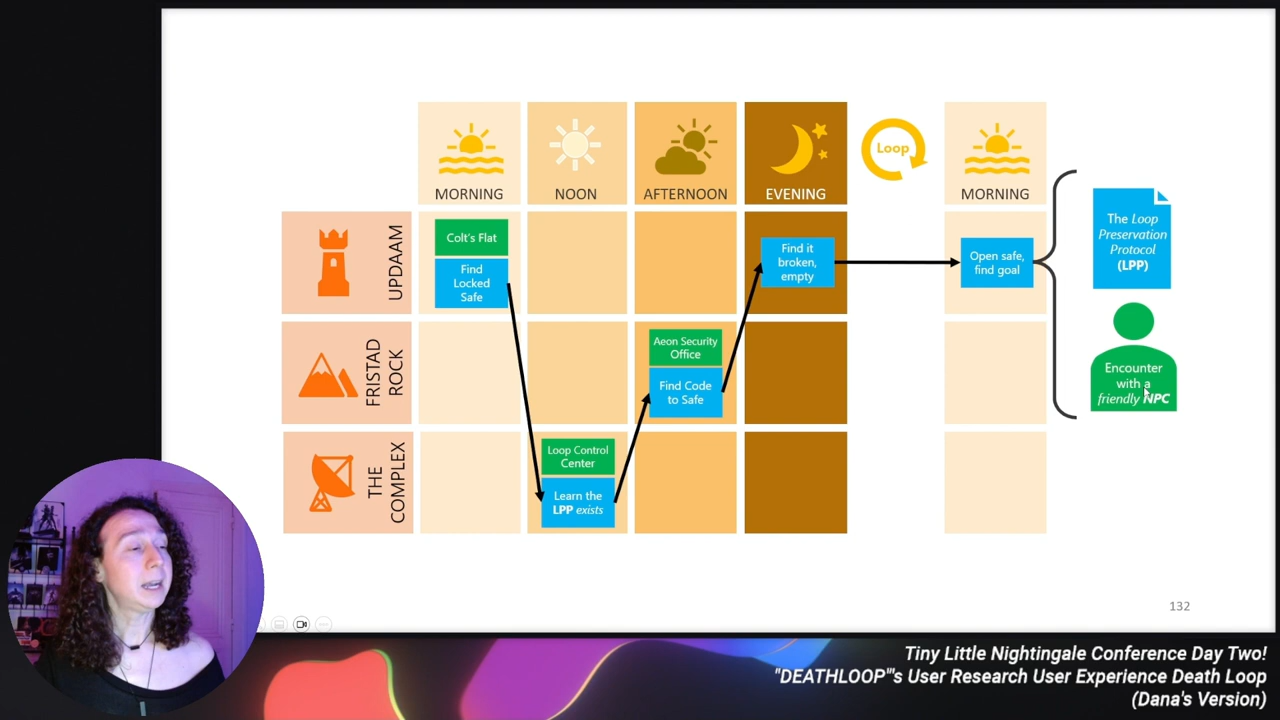 MORNING
NOON
AFTERNOON
EVENING
Loop
MORNING
UPDAAM
Colt's Flat
Find
Locked
Safe
Find it
broken,
empty
Open safe,
find goal
The Loop
Preservation
Protocol
(LPP)
FRISTAD
ROCK
Aeon Security
Office
Find Code
to Safe
Encounter
with a
friendly NPC
THE
COMPLEX
Loop Control
Center
Learn the
LPP exists
132
Tiny Little Nightingale Conference Day Two!
"DEATHLOOP"'s User Research User Experience Death Loop
(Dana's Version)